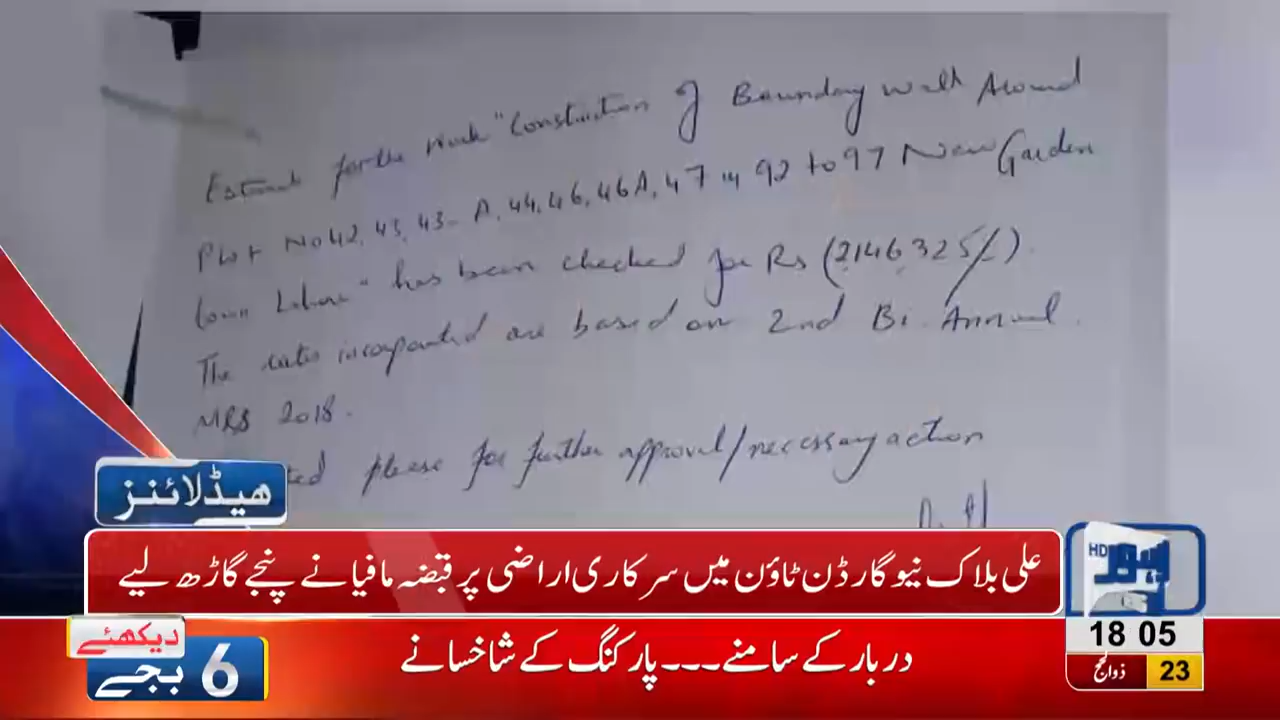 Estimate for the work "Construction of Boundary Wall Around
Plot No 42, 43, 43-A, 44, 46, 46A, 47 92 to 97 New Garden
Town Lahore" has been checked for Rs (2146325/-).
The rates incorporated are based on 2nd Bi-Annual
MRS 2018.
please for further approval/necessary action
ہیڈلائنز
علی بلاک نیو گارڈن ٹاؤن میں سرکاری اراضی پر قبضہ مافیا نے پنجے گاڑھ لیے
HD
دربار کے سامنے۔۔۔پارکنگ کے شاخسانے
دیکھئے
6 بجے
18 05
ذوالحج 23